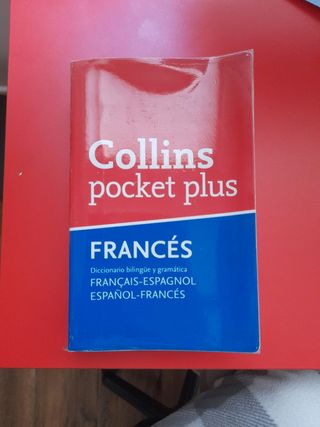 Collins
pocket plus
FRANCÉS
Diccionario bilingüe y gramática
FRANÇAIS-ESPAGNOL
ESPAÑOL-FRANCÉS